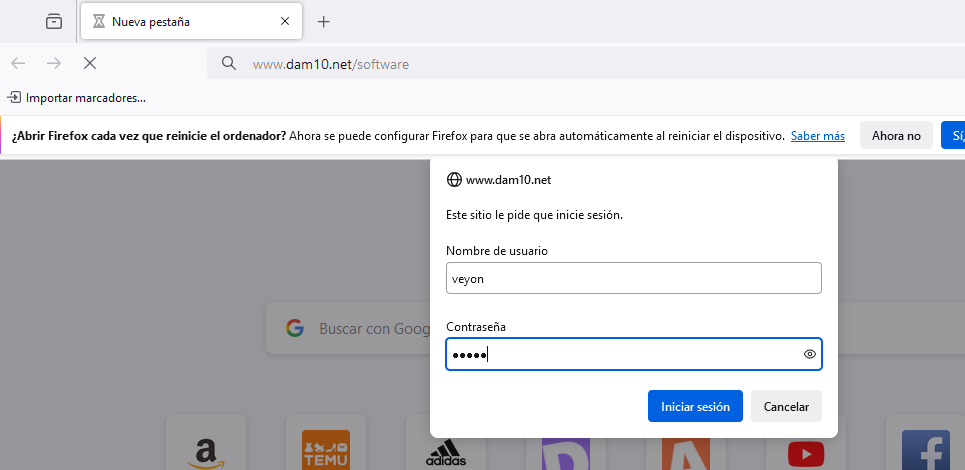 Nueva pestaña
www.dam10.net/software
Importar marcadores...
¿Abrir Firefox cada vez que reinicie el ordenador? Ahora se puede configurar Firefox para que se abra automáticamente al reiniciar el dispositivo. Saber más Ahora no Sí,
www.dam10.net
Este sitio le pide que inicie sesión.
Nombre de usuario
veyon
Buscar con Goog
Contraseña
•••••
Iniciar sesión Cancelar
a TEMU adidas